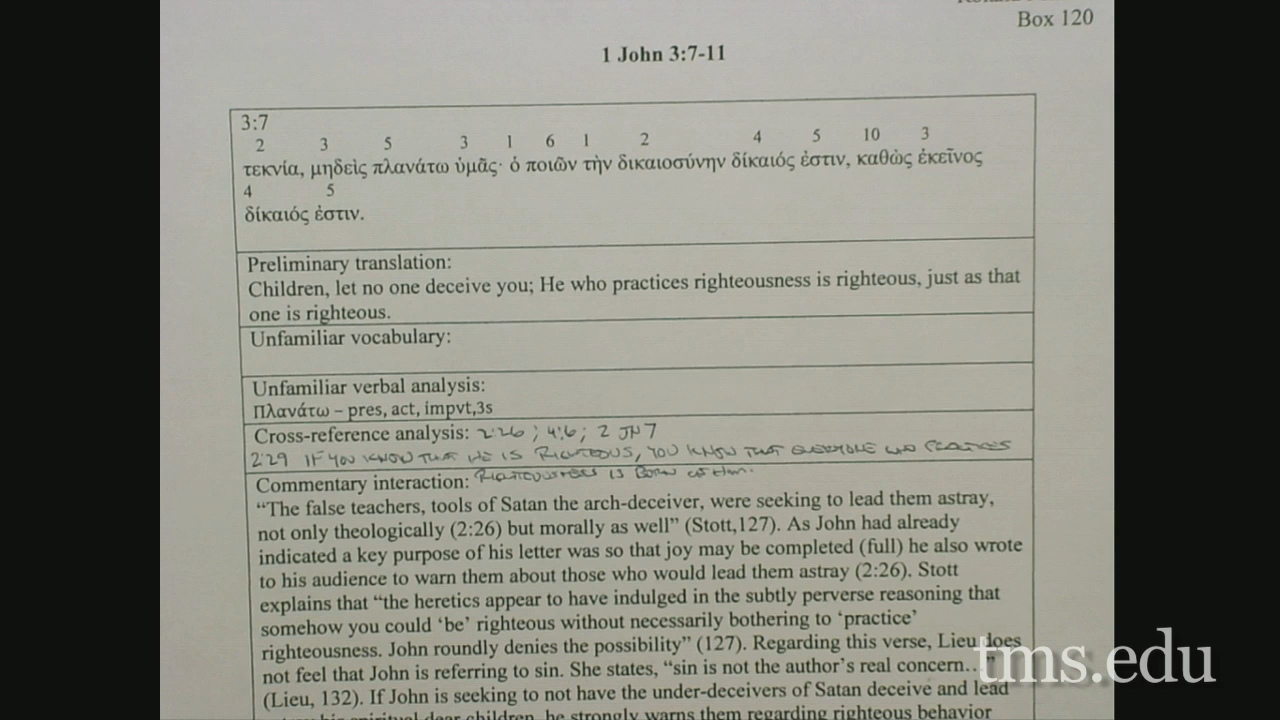 Box 120
1 John 3:7-11
3:7
2 3 5 3 1 6 1 2 4 5 10 3
τεκνία, μηδεὶς πλανάτω ὑμᾶς· ὁ ποιῶν τὴν δικαιοσύνην δίκαιός ἐστιν, καθὼς ἐκεῖνος
4 5
δίκαιός ἐστιν.
Preliminary translation:
Children, let no one deceive you; He who practices righteousness is righteous, just as that
one is righteous.
Unfamiliar vocabulary:
Unfamiliar verbal analysis:
Πλανάτω – pres, act, impvt,3s
Cross-reference analysis: 2:26 ; 4:6 ; 2 JN 7
2:29 IF YOU KNOW THAT HE IS RIGHTEOUS, YOU KNOW THAT EVERYONE WHO PRACTICES
Commentary interaction: RIGHTEOUSNESS IS BORN OF HIM.
“The false teachers, tools of Satan the arch-deceiver, were seeking to lead them astray,
not only theologically (2:26) but morally as well” (Stott,127). As John had already
indicated a key purpose of his letter was so that joy may be completed (full) he also wrote
to his audience to warn them about those who would lead them astray (2:26). Stott
explains that “the heretics appear to have indulged in the subtly perverse reasoning that
somehow you could ‘be’ righteous without necessarily bothering to ‘practice’
righteousness. John roundly denies the possibility” (127). Regarding this verse, Lieu does
not feel that John is referring to sin. She states, “sin is not the author’s real concern…”
(Lieu, 132). If John is seeking to not have the under-deceivers of Satan deceive and lead
his spiritual dear children, he strongly warns them regarding righteous behavior
tms.edu